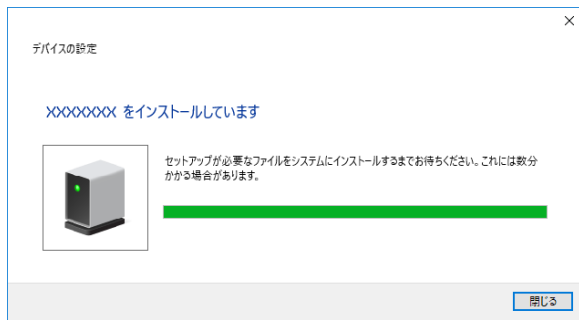 デバイスの設定
XXXXXXX をインストールしています
セットアップが必要なファイルをシステムにインストールするまでお待ちください。これには数分
かかる場合があります。
閉じる